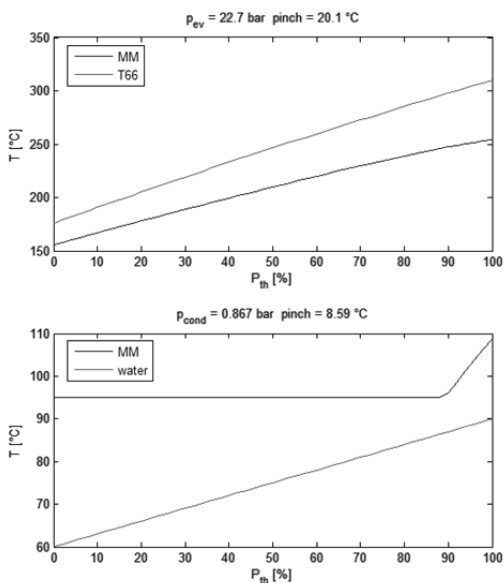 p_ev = 22.7 bar pinch = 20.1 °C
350
300
250
200
150
T [°C]
MM
T66
0 10 20 30 40 50 60 70 80 90 100
P_th [%]
p_cond = 0.867 bar pinch = 8.59 °C
110
100
90
80
70
60
T [°C]
MM
water
0 10 20 30 40 50 60 70 80 90 100
P_th [%]